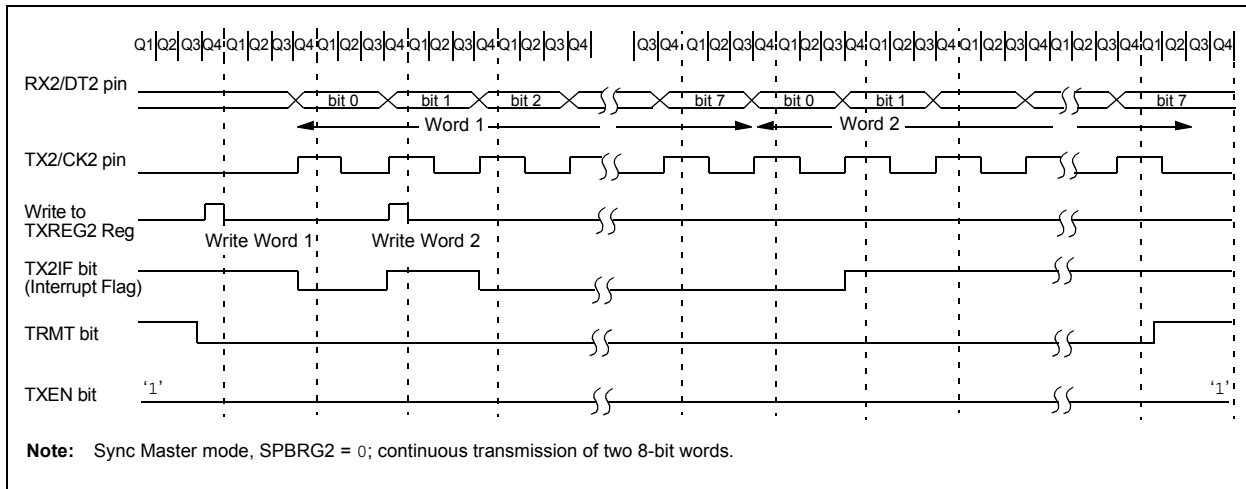 Q1 Q2 Q3 Q4 Q1 Q2 Q3 Q4 Q1 Q2 Q3 Q4 Q1 Q2 Q3 Q4 Q1 Q2 Q3 Q4 Q3 Q4 Q1 Q2 Q3 Q4 Q1 Q2 Q3 Q4 Q1 Q2 Q3 Q4 Q1 Q2 Q3 Q4 Q1 Q2 Q3 Q4 Q1 Q2 Q3 Q4
RX2/DT2 pin
bit 0 bit 1 bit 2 bit 7 bit 0 bit 1 bit 7
Word 1 Word 2
TX2/CK2 pin
Write to
TXREG2 Reg
Write Word 1 Write Word 2
TX2IF bit
(Interrupt Flag)
TRMT bit
TXEN bit
‘1’ ‘1’
Note: Sync Master mode, SPBRG2 = 0; continuous transmission of two 8-bit words.